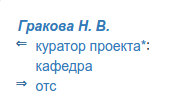 Гракова Н. В.
⇐ куратор проекта*:
кафедра
⇒ отс